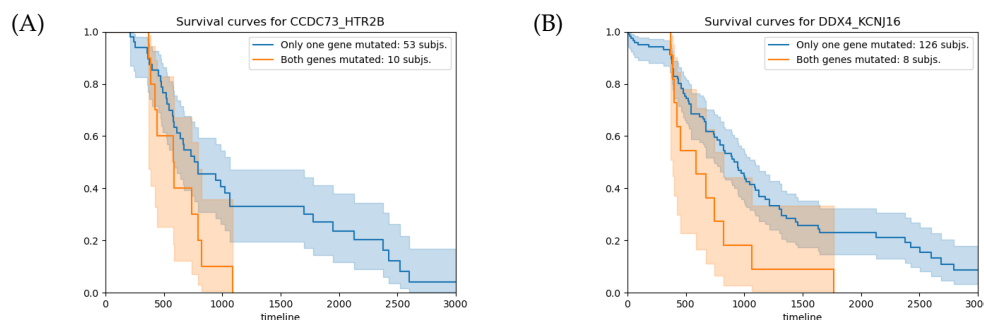 (A)
Survival curves for CCDC73_HTR2B
Only one gene mutated: 53 subjs.
Both genes mutated: 10 subjs.
1.0
0.8
0.6
0.4
0.2
0.0
0 500 1000 1500 2000 2500 3000
timeline
(B)
Survival curves for DDX4_KCNJ16
Only one gene mutated: 126 subjs.
Both genes mutated: 8 subjs.
1.0
0.8
0.6
0.4
0.2
0.0
0 500 1000 1500 2000 2500 3000
timeline